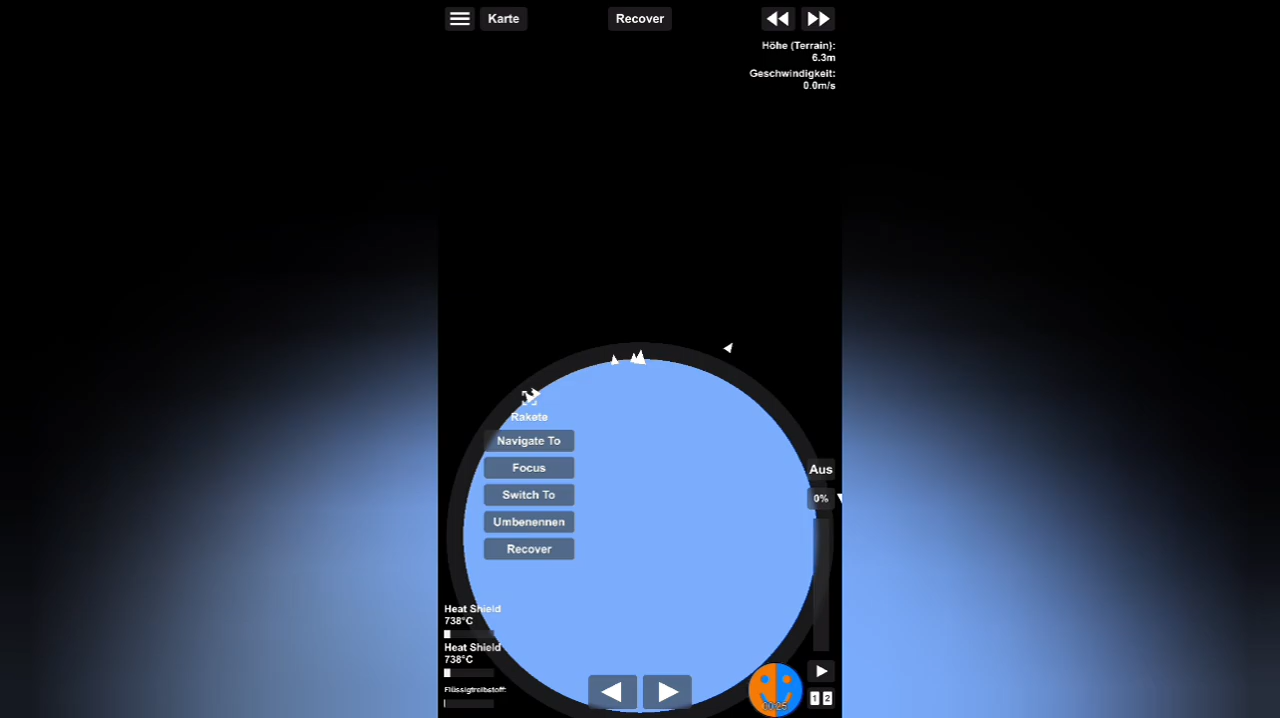 Karte
Recover
Höhe (Terrain):
6.3m
Geschwindigkeit:
0.0m/s
Rakete
Navigate To
Focus
Switch To
Umbenennen
Recover
Aus
0%
Heat Shield
738°C
Heat Shield
738°C
Flüssigtreibstoff:
1 2